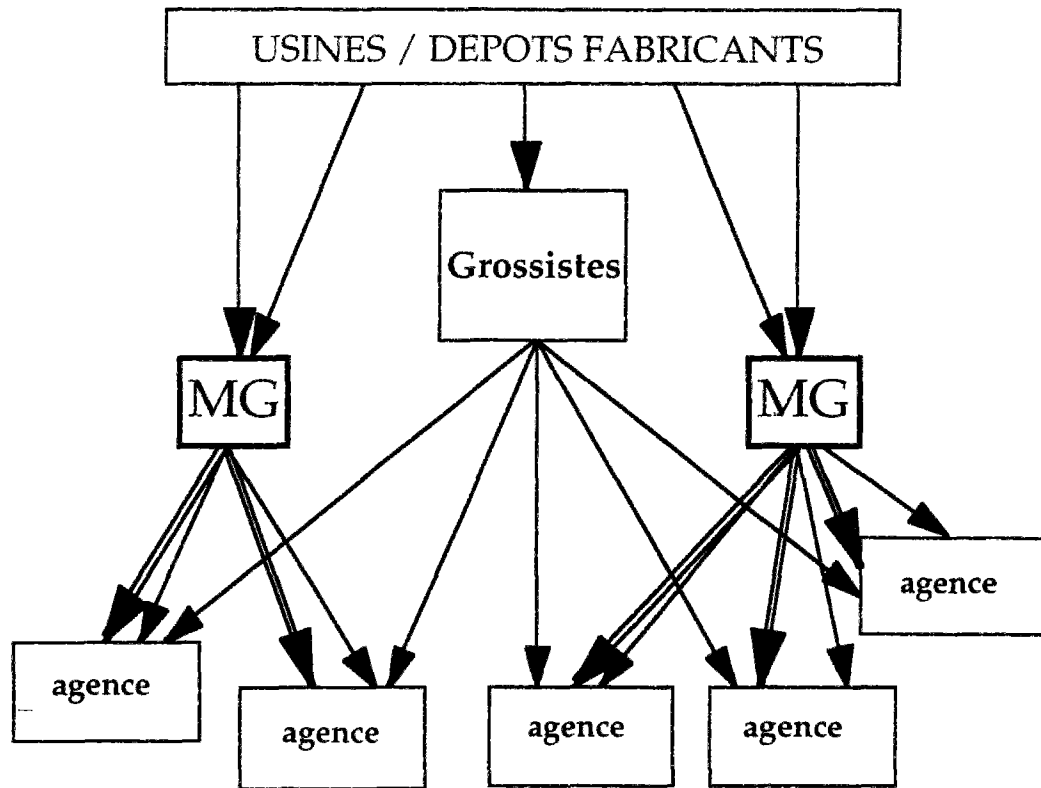 USINES / DEPOTS FABRICANTS
Grossistes
MG
MG
agence
agence
agence
agence
agence